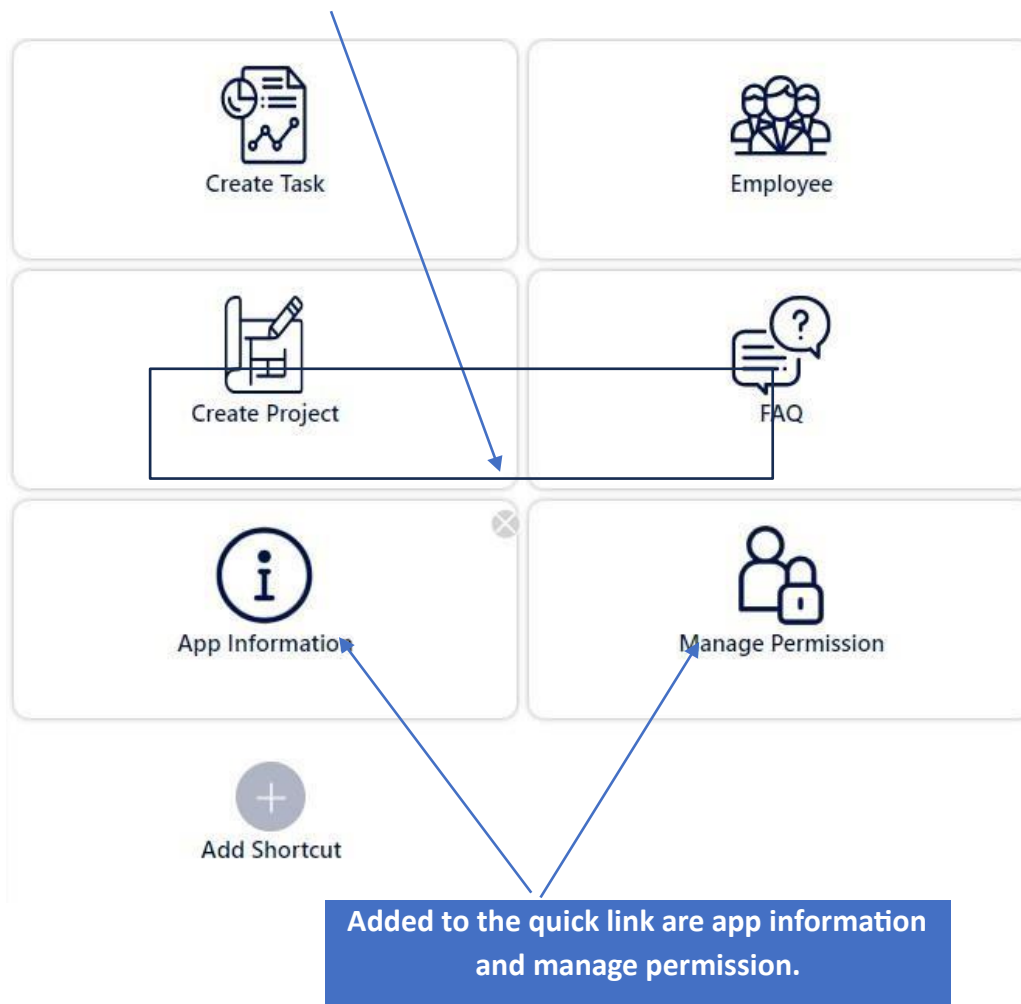 Create Task
Employee
Create Project
FAQ
App Information
Manage Permission
Add Shortcut
Added to the quick link are app information
and manage permission.